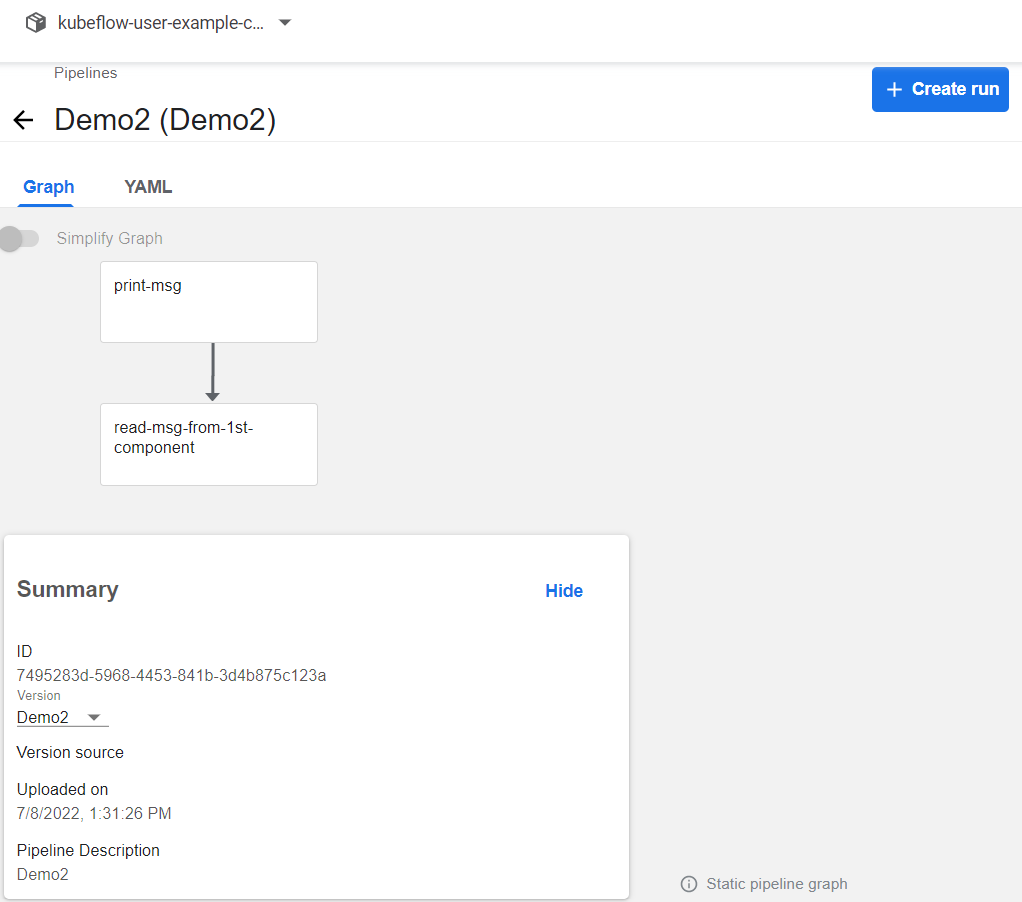 kubeflow-user-example-c...
Pipelines
Demo2 (Demo2)
Create run
Graph
YAML
Simplify Graph
print-msg
read-msg-from-1st-
component
Summary
Hide
ID
7495283d-5968-4453-841b-3d4b875c123a
Version
Demo2
Version source
Uploaded on
7/8/2022, 1:31:26 PM
Pipeline Description
Demo2
Static pipeline graph